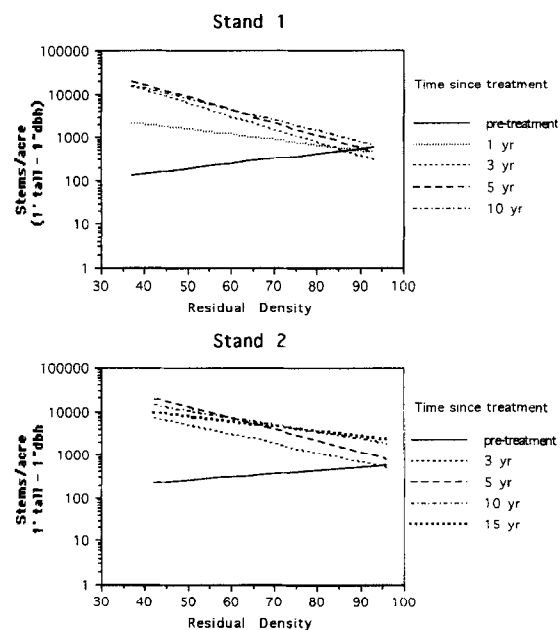 Stand 1
Stems/acre
(1' tall - 1"dbh)
100000
10000
1000
100
10
1
30 40 50 60 70 80 90 100
Residual Density
Time since treatment
pre-treatment
1 yr
3 yr
5 yr
10 yr
Stand 2
Stems/acre
1' tall - 1"dbh
100000
10000
1000
100
10
1
30 40 50 60 70 80 90 100
Residual Density
Time since treatment
pre-treatment
3 yr
5 yr
10 yr
15 yr